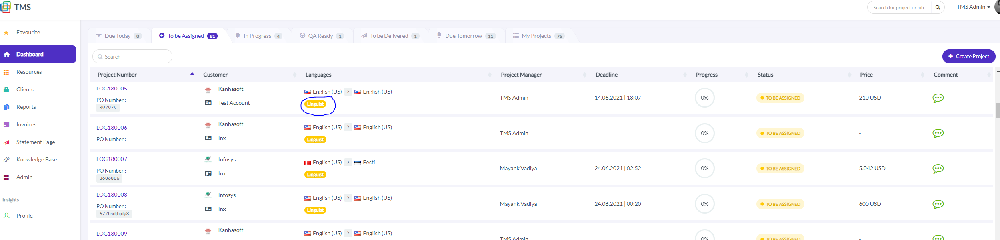 TMS
Search for project or job.
TMS Admin
Favourite
Dashboard
Resources
Clients
Reports
Invoices
Statement Page
Knowledge Base
Admin
Insights
Profile
Due Today 0
To be Assigned 61
In Progress 4
QA Ready 1
To be Delivered 1
Due Tomorrow 11
My Projects 75
Search
Create Project
Project Number Customer Languages Project Manager Deadline Progress Status Price Comment
LOG180005
PO Number :
897979
Kanhasoft
Test Account
English (US) > English (US)
Linguist
TMS Admin
14.06.2021 | 18:07
0%
TO BE ASSIGNED
210 USD
LOG180006
PO Number :
Kanhasoft
Inx
English (US) > English (US)
Linguist
TMS Admin
0%
TO BE ASSIGNED
-
LOG180007
PO Number :
8686886
Infosys
Inx
English (US) > Eesti
Linguist
Mayank Vadiya
24.06.2021 | 02:52
0%
TO BE ASSIGNED
5.042 USD
LOG180008
PO Number :
677bsdjbjdy8
Infosys
Inx
English (US) > English (US)
Linguist
Mayank Vadiya
24.06.2021 | 00:20
0%
TO BE ASSIGNED
600 USD
LOG180009
Kanhasoft
English (US) > English (US)
TMS Admin
0%
TO BE ASSIGNED
-